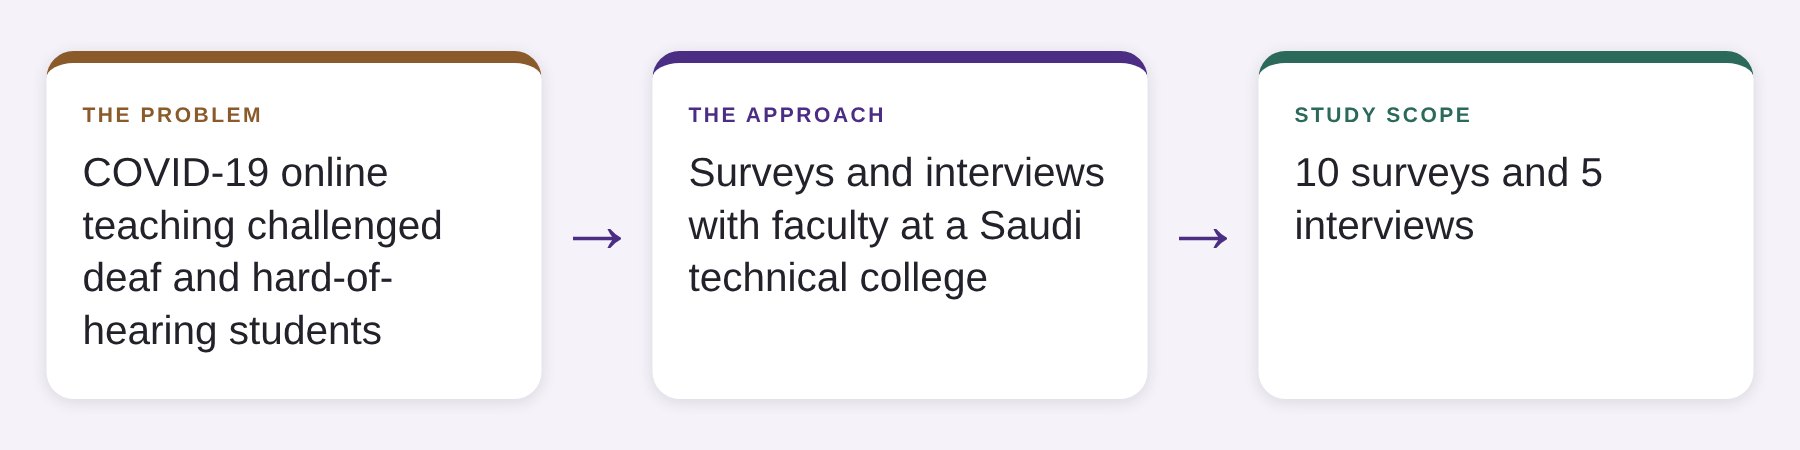 THE PROBLEM
COVID-19 online
teaching challenged
deaf and hard-of-
hearing students
→
THE APPROACH
Surveys and interviews
with faculty at a Saudi
technical college
→
STUDY SCOPE
10 surveys and 5
interviews